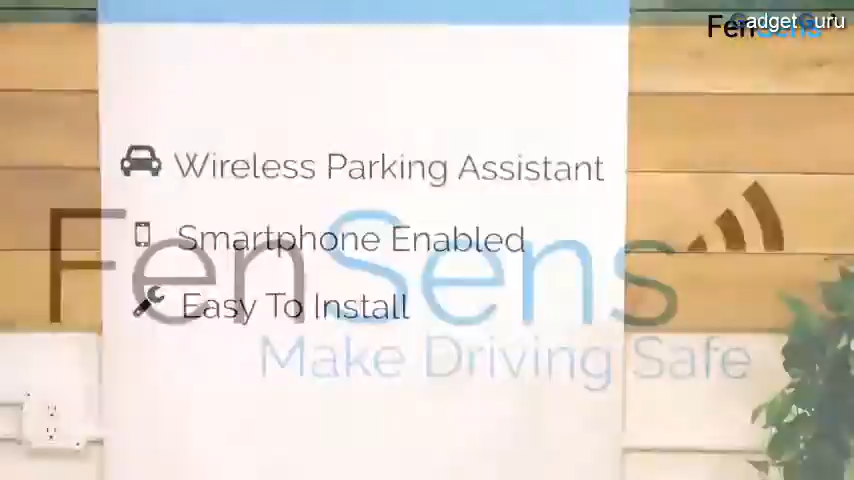 FenSens
adgetGuru
Wireless Parking Assistant
Smartphone Enabled
FenSens
Easy To Install
Make Driving Safe